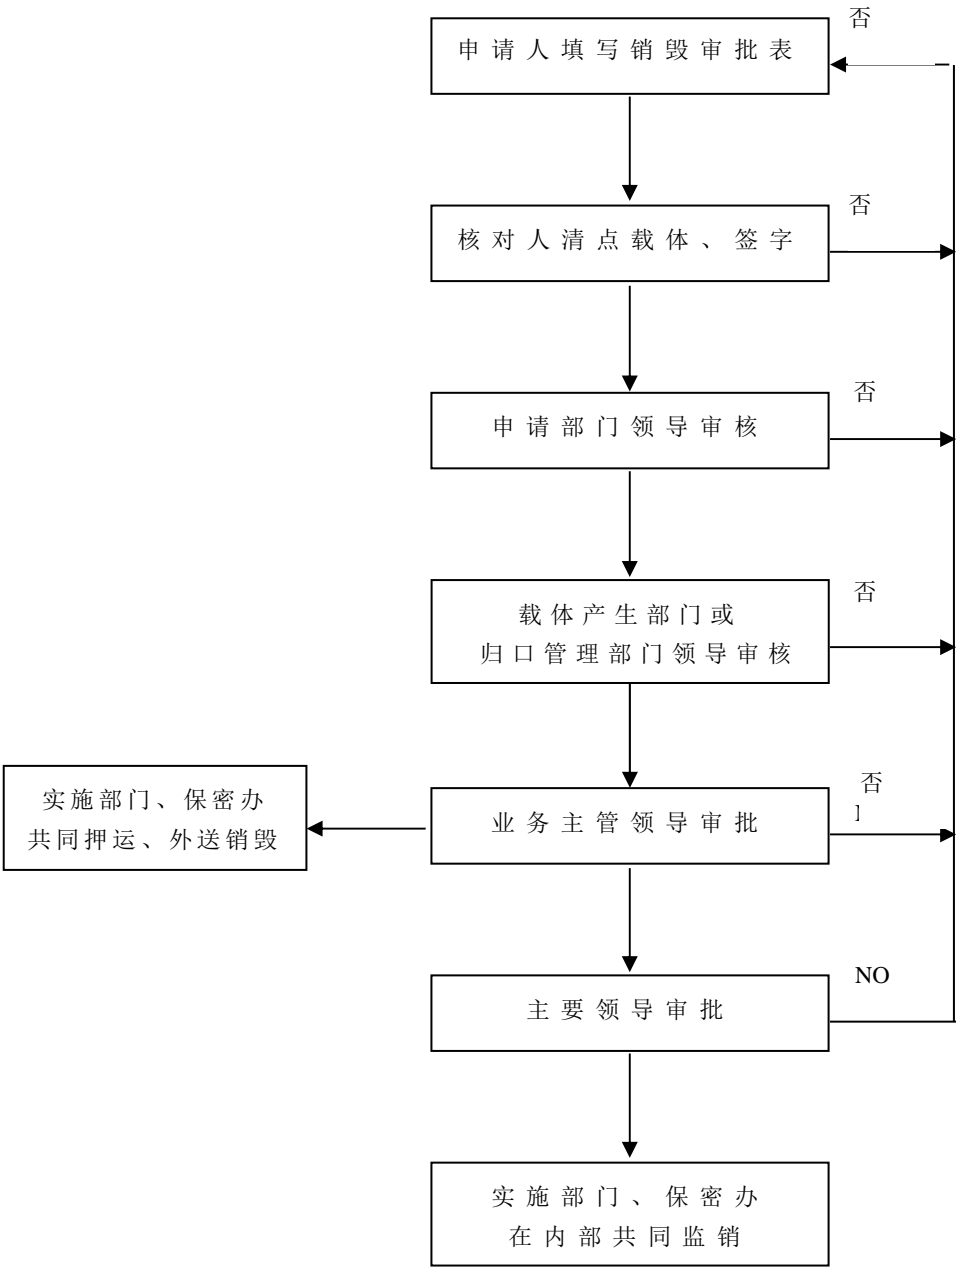 否
申请人填写销毁审批表
否
核对人清点载体、签字
否
申请部门领导审核
否
载体产生部门或
归口管理部门领导审核
否
实施部门、保密办
共同押运、外送销毁
业务主管领导审批
NO
主要领导审批
实施部门、保密办
在内部共同监销